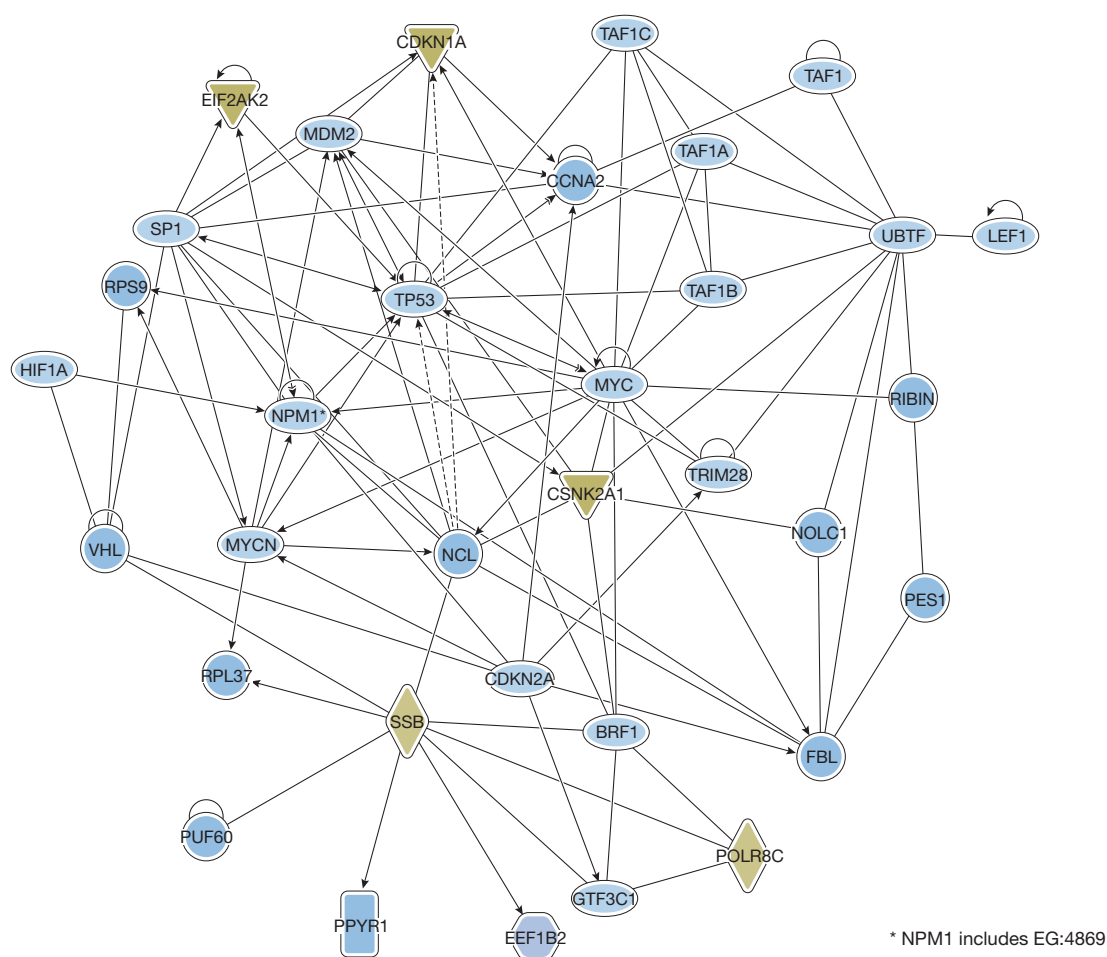 CDKN1A
TAF1C
TAF1
EIF2AK2
MDM2
TAF1A
CCNA2
SP1
UBTF
LEF1
RPS9
TP53
TAF1B
HIF1A
MYC
NPM1*
RIBIN
TRIM28
CSNK2A1
NOLC1
VHL
MYCN
NCL
PES1
RPL37
CDKN2A
SSB
BRF1
FBL
PUF60
POLR8C
GTF3C1
PPYR1
EEF1B2
* NPM1 includes EG:4869